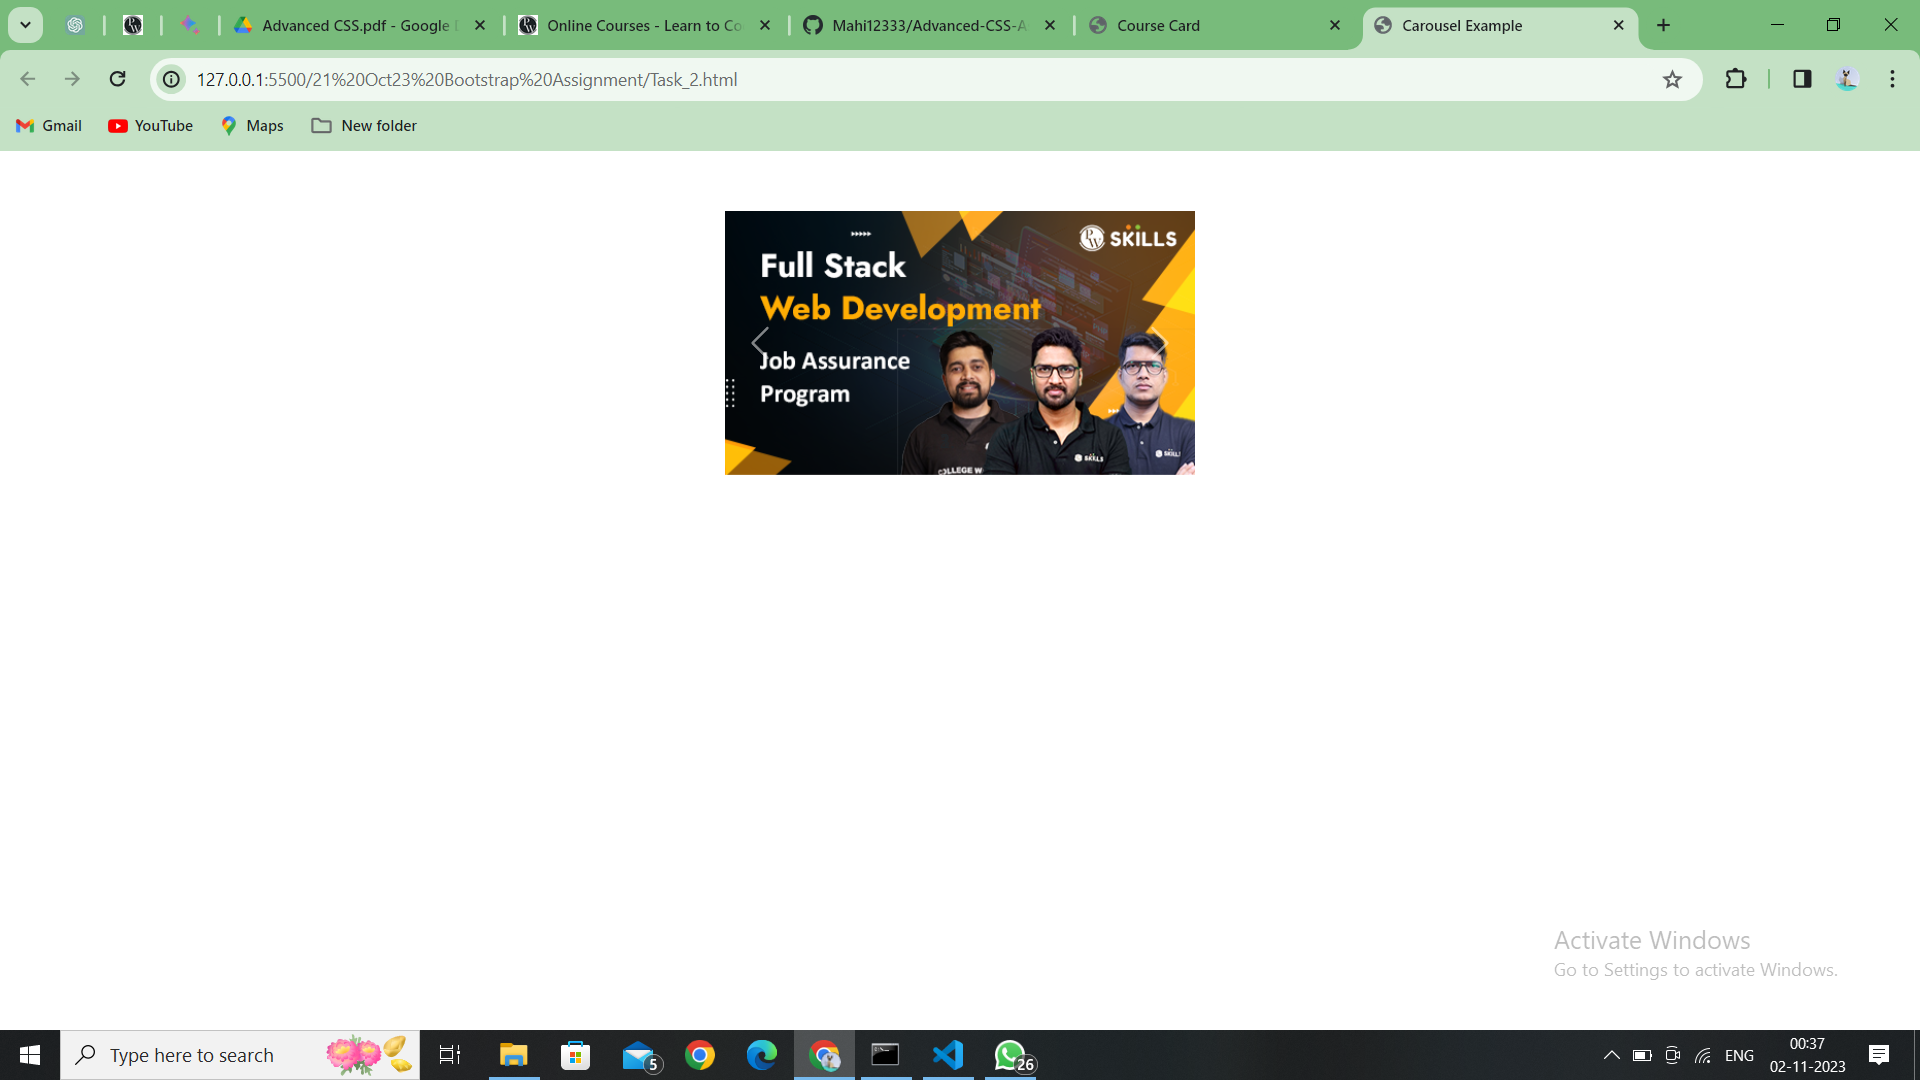 Advanced CSS.pdf - Google
Online Courses - Learn to Co
Mahi12333/Advanced-CSS-A
Course Card
Carousel Example
127.0.0.1:5500/21%20Oct23%20Bootstrap%20Assignment/Task_2.html
Gmail
YouTube
Maps
New folder
PW SKILLS
Full Stack
Web Development
Job Assurance
Program
COLLEGE W
SKILLS
SKILL
Activate Windows
Go to Settings to activate Windows.
Type here to search
5
26
ENG
00:37
02-11-2023